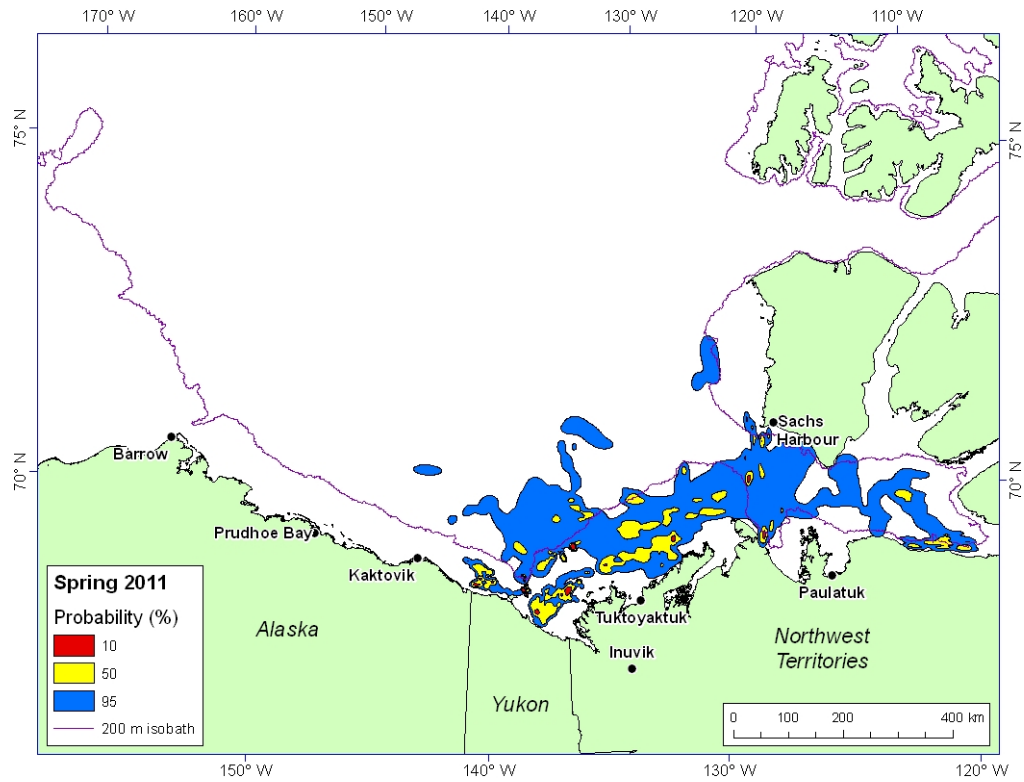 170° W 160° W 150° W 140° W 130° W 120° W 110° W
75° N 75° N
Sachs
Harbour
Barrow
70° N 70° N
Prudhoe Bay
Kaktovik
Paulatuk
Tuktoyaktuk
Alaska
Northwest
Territories
Inuvik
Yukon
Spring 2011
Probability (%)
10
50
95
200 m isobath
0 100 200 400 km
150° W 140° W 130° W 120° W